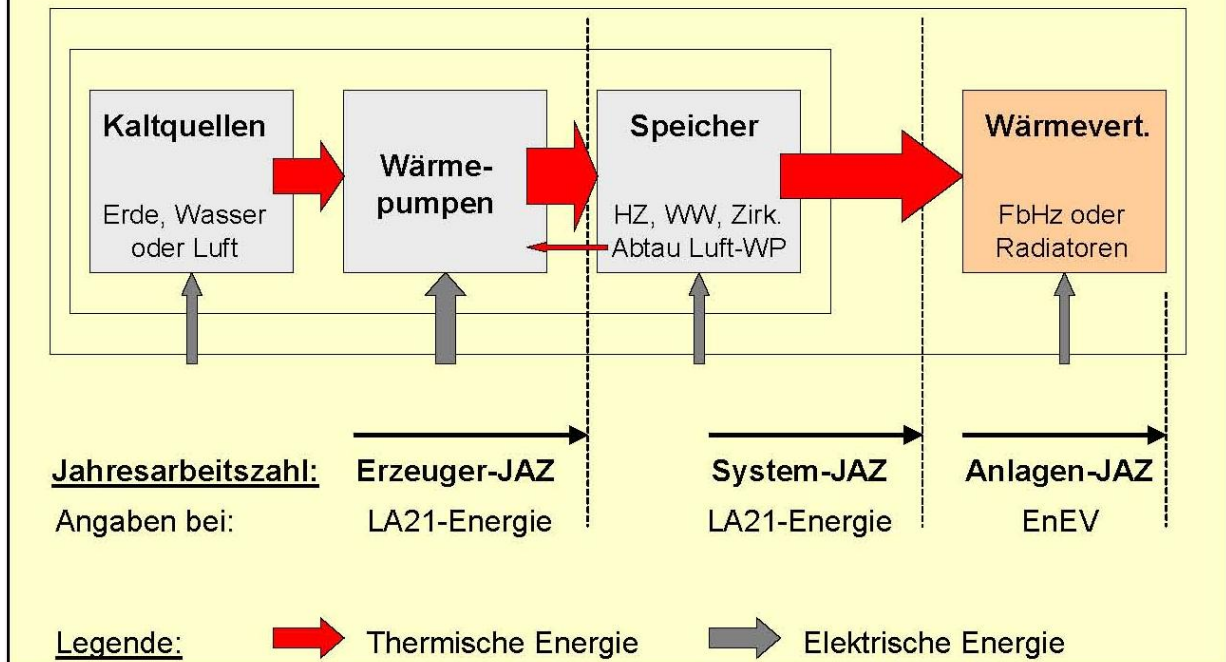 Kaltquellen
Erde, Wasser
oder Luft
Wärme-
pumpen
Speicher
HZ, WW, Zirk.
Abtau Luft-WP
Wärmevert.
FbHz oder
Radiatoren
Jahresarbeitszahl: Erzeuger-JAZ System-JAZ Anlagen-JAZ
Angaben bei: LA21-Energie LA21-Energie EnEV
Legende: Thermische Energie Elektrische Energie